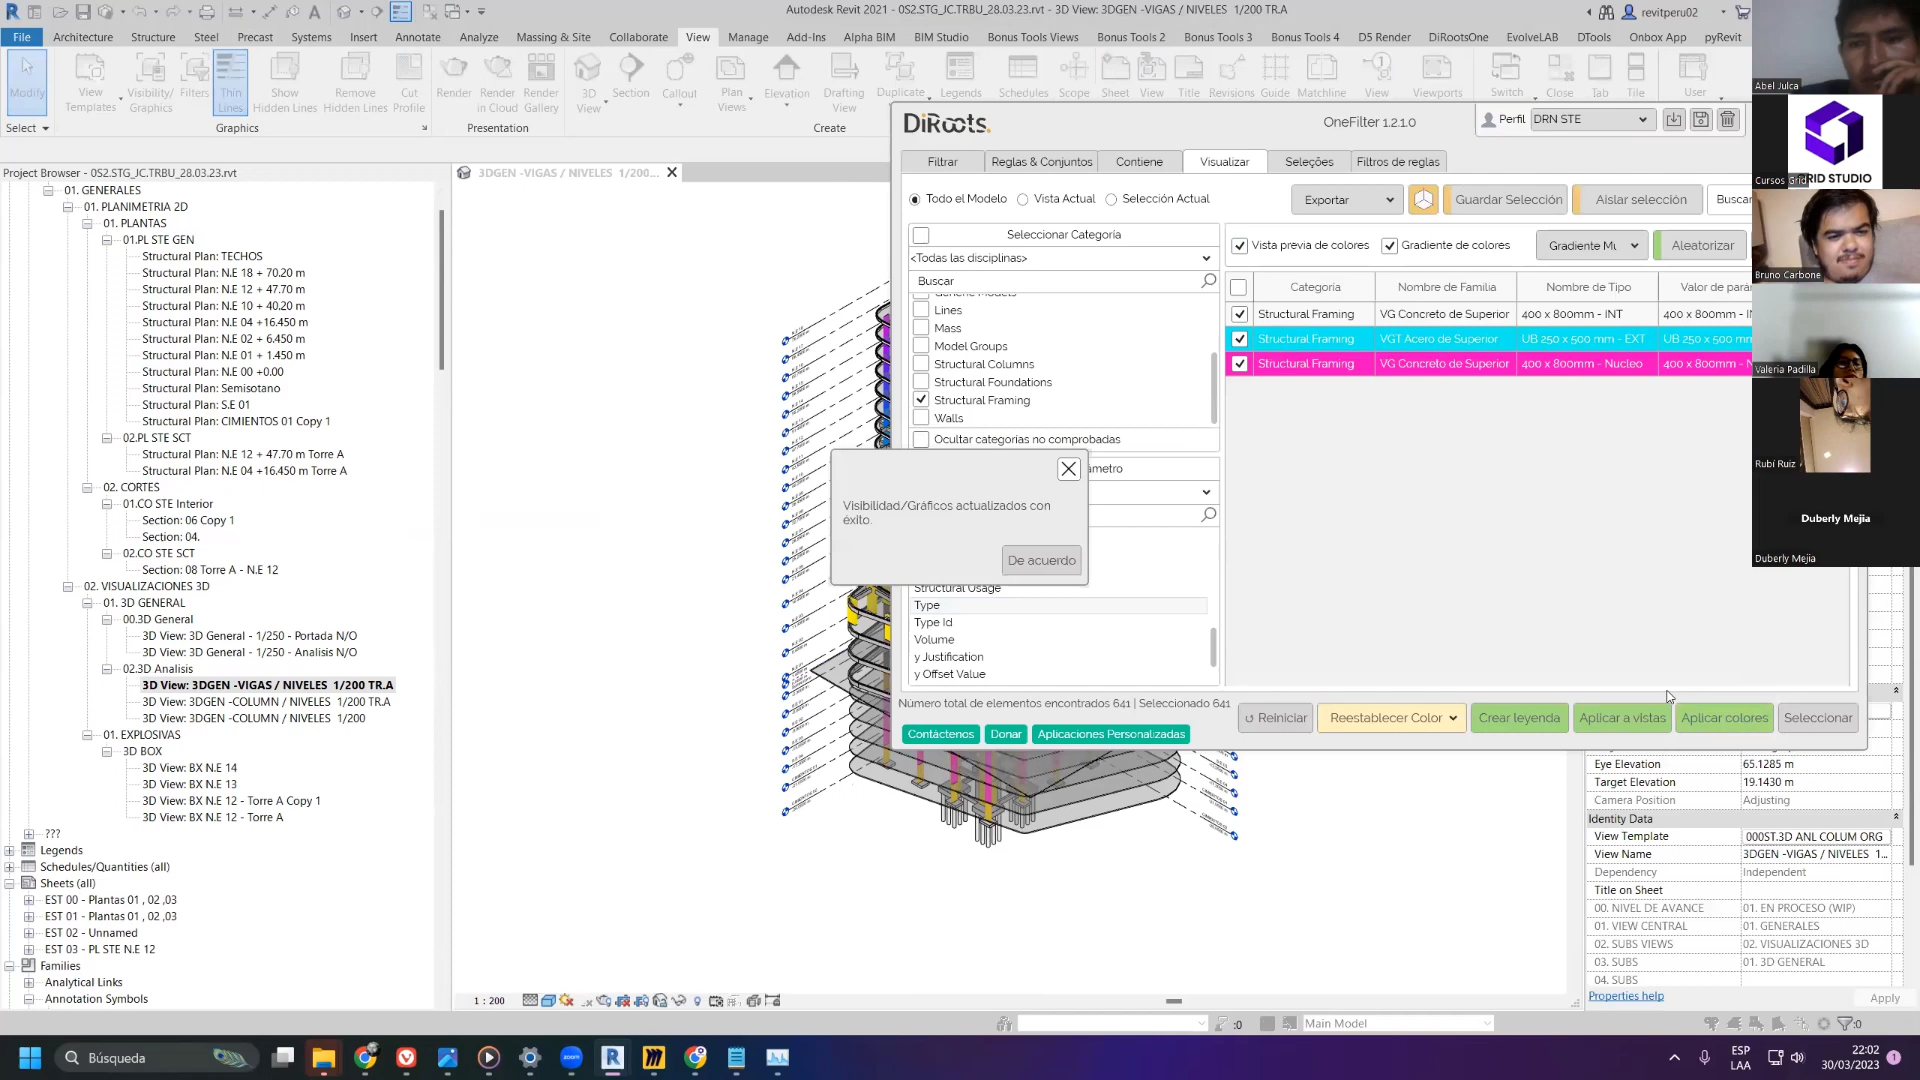 Autodesk Revit 2021 - 0S2.STG_JC.TRBU_28.03.23.rvt - 3D View: 3DGEN -VIGAS / NIVELES 1/200 TR.A
revitperu02
File Architecture Structure Steel Precast Systems Insert Annotate Analyze Massing & Site Collaborate View Manage Add-Ins Alpha BIM BIM Studio Bonus Tools Views Bonus Tools 2 Bonus Tools 3 Bonus Tools 4 D5 Render DiRootsOne EvolveLAB DTools Onbox App pyRevit
Modify
View Templates
Visibility/ Graphics
Filters
Thin Lines
Show Hidden Lines
Remove Hidden Lines
Cut Profile
Render
Render in Cloud
Render Gallery
3D View
Section
Callout
Plan Views
Elevation
Drafting View
Duplicate
Legends
Schedules
Scope
Sheet
View
Title
Revisions
Guide
Matchline
View
Viewports
Switch
Close
Tab
Tile
User
Select
Graphics
Presentation
Create
Project Browser - 0S2.STG_JC.TRBU_28.03.23.rvt
01. GENERALES
01. PLANIMETRIA 2D
01. PLANTAS
01.PL STE GEN
Structural Plan: TECHOS
Structural Plan: N.E 18 + 70.20 m
Structural Plan: N.E 12 + 47.70 m
Structural Plan: N.E 10 + 40.20 m
Structural Plan: N.E 04 +16.450 m
Structural Plan: N.E 02 + 6.450 m
Structural Plan: N.E 01 + 1.450 m
Structural Plan: N.E 00 +0.00
Structural Plan: Semisotano
Structural Plan: S.E 01
Structural Plan: CIMIENTOS 01 Copy 1
02.PL STE SCT
Structural Plan: N.E 12 + 47.70 m Torre A
Structural Plan: N.E 04 +16.450 m Torre A
02. CORTES
01.CO STE Interior
Section: 06 Copy 1
Section: 04.
02.CO STE SCT
Section: 08 Torre A - N.E 12
02. VISUALIZACIONES 3D
01. 3D GENERAL
00.3D General
3D View: 3D General - 1/250 - Portada N/O
3D View: 3D General - 1/250 - Analisis N/O
02.3D Analisis
3D View: 3DGEN -VIGAS / NIVELES 1/200 TR.A
3D View: 3DGEN -COLUMN / NIVELES 1/200 TR.A
3D View: 3DGEN -COLUMN / NIVELES 1/200
01. EXPLOSIVAS
3D BOX
3D View: BX N.E 14
3D View: BX N.E 13
3D View: BX N.E 12 - Torre A Copy 1
3D View: BX N.E 12 - Torre A
???
Legends
Schedules/Quantities (all)
Sheets (all)
EST 00 - Plantas 01 , 02 ,03
EST 01 - Plantas 01 , 02 ,03
EST 02 - Unnamed
EST 03 - PL STE N.E 12
Families
Analytical Links
Annotation Symbols
3DGEN -VIGAS / NIVELES 1/200...
1 : 200
DiRoots.
OneFilter 1.2.1.0
Perfil DRN STE
Filtrar Reglas & Conjuntos Contiene Visualizar Seleções Filtros de reglas
Todo el Modelo Vista Actual Selección Actual
Exportar
Guardar Selección
Aislar selección
Buscar
Seleccionar Categoría
<Todas las disciplinas>
Buscar
Generic Models
Lines
Mass
Model Groups
Structural Columns
Structural Foundations
Structural Framing
Walls
Ocultar categorías no comprobadas
Vista previa de colores Gradiente de colores
Aleatorizar
Categoría Nombre de Familia Nombre de Tipo
Structural Framing VG Concreto de Superior 400 x 800mm - INT
Structural Framing VGT Acero de Superior UB 250 x 500 mm - EXT UB 250 x 500 mm
Structural Framing VG Concreto de Superior 400 x 800mm - Nucleo
Visibilidad/Gráficos actualizados con
éxito.
De acuerdo
Structural Usage
Type
Type Id
Volume
y Justification
y Offset Value
Número total de elementos encontrados 641 | Seleccionado 641
Contáctenos Donar Aplicaciones Personalizadas
Reiniciar Reestablecer Color Crear leyenda Aplicar a vistas Aplicar colores Seleccionar
Eye Elevation 65.1285 m
Target Elevation 19.1430 m
Camera Position Adjusting
Identity Data
View Template 000ST.3D ANL COLUM ORG
View Name 3DGEN -VIGAS / NIVELES 1...
Dependency Independent
Title on Sheet
00. NIVEL DE AVANCE 01. EN PROCESO (WIP)
01. VIEW CENTRAL 01. GENERALES
02. SUBS VIEWS 02. VISUALIZACIONES 3D
03. SUBS 01. 3D GENERAL
04. SUBS
Properties help
Apply
:0
Main Model
:0
Abel Julca
GRID STUDIO
Cursos Grid
Bruno Carbone
Valeria Padilla
Rubí Ruiz
Duberly Mejia
Duberly Mejia
Búsqueda
zoom
ESP
LAA
22:02
30/03/2023
1